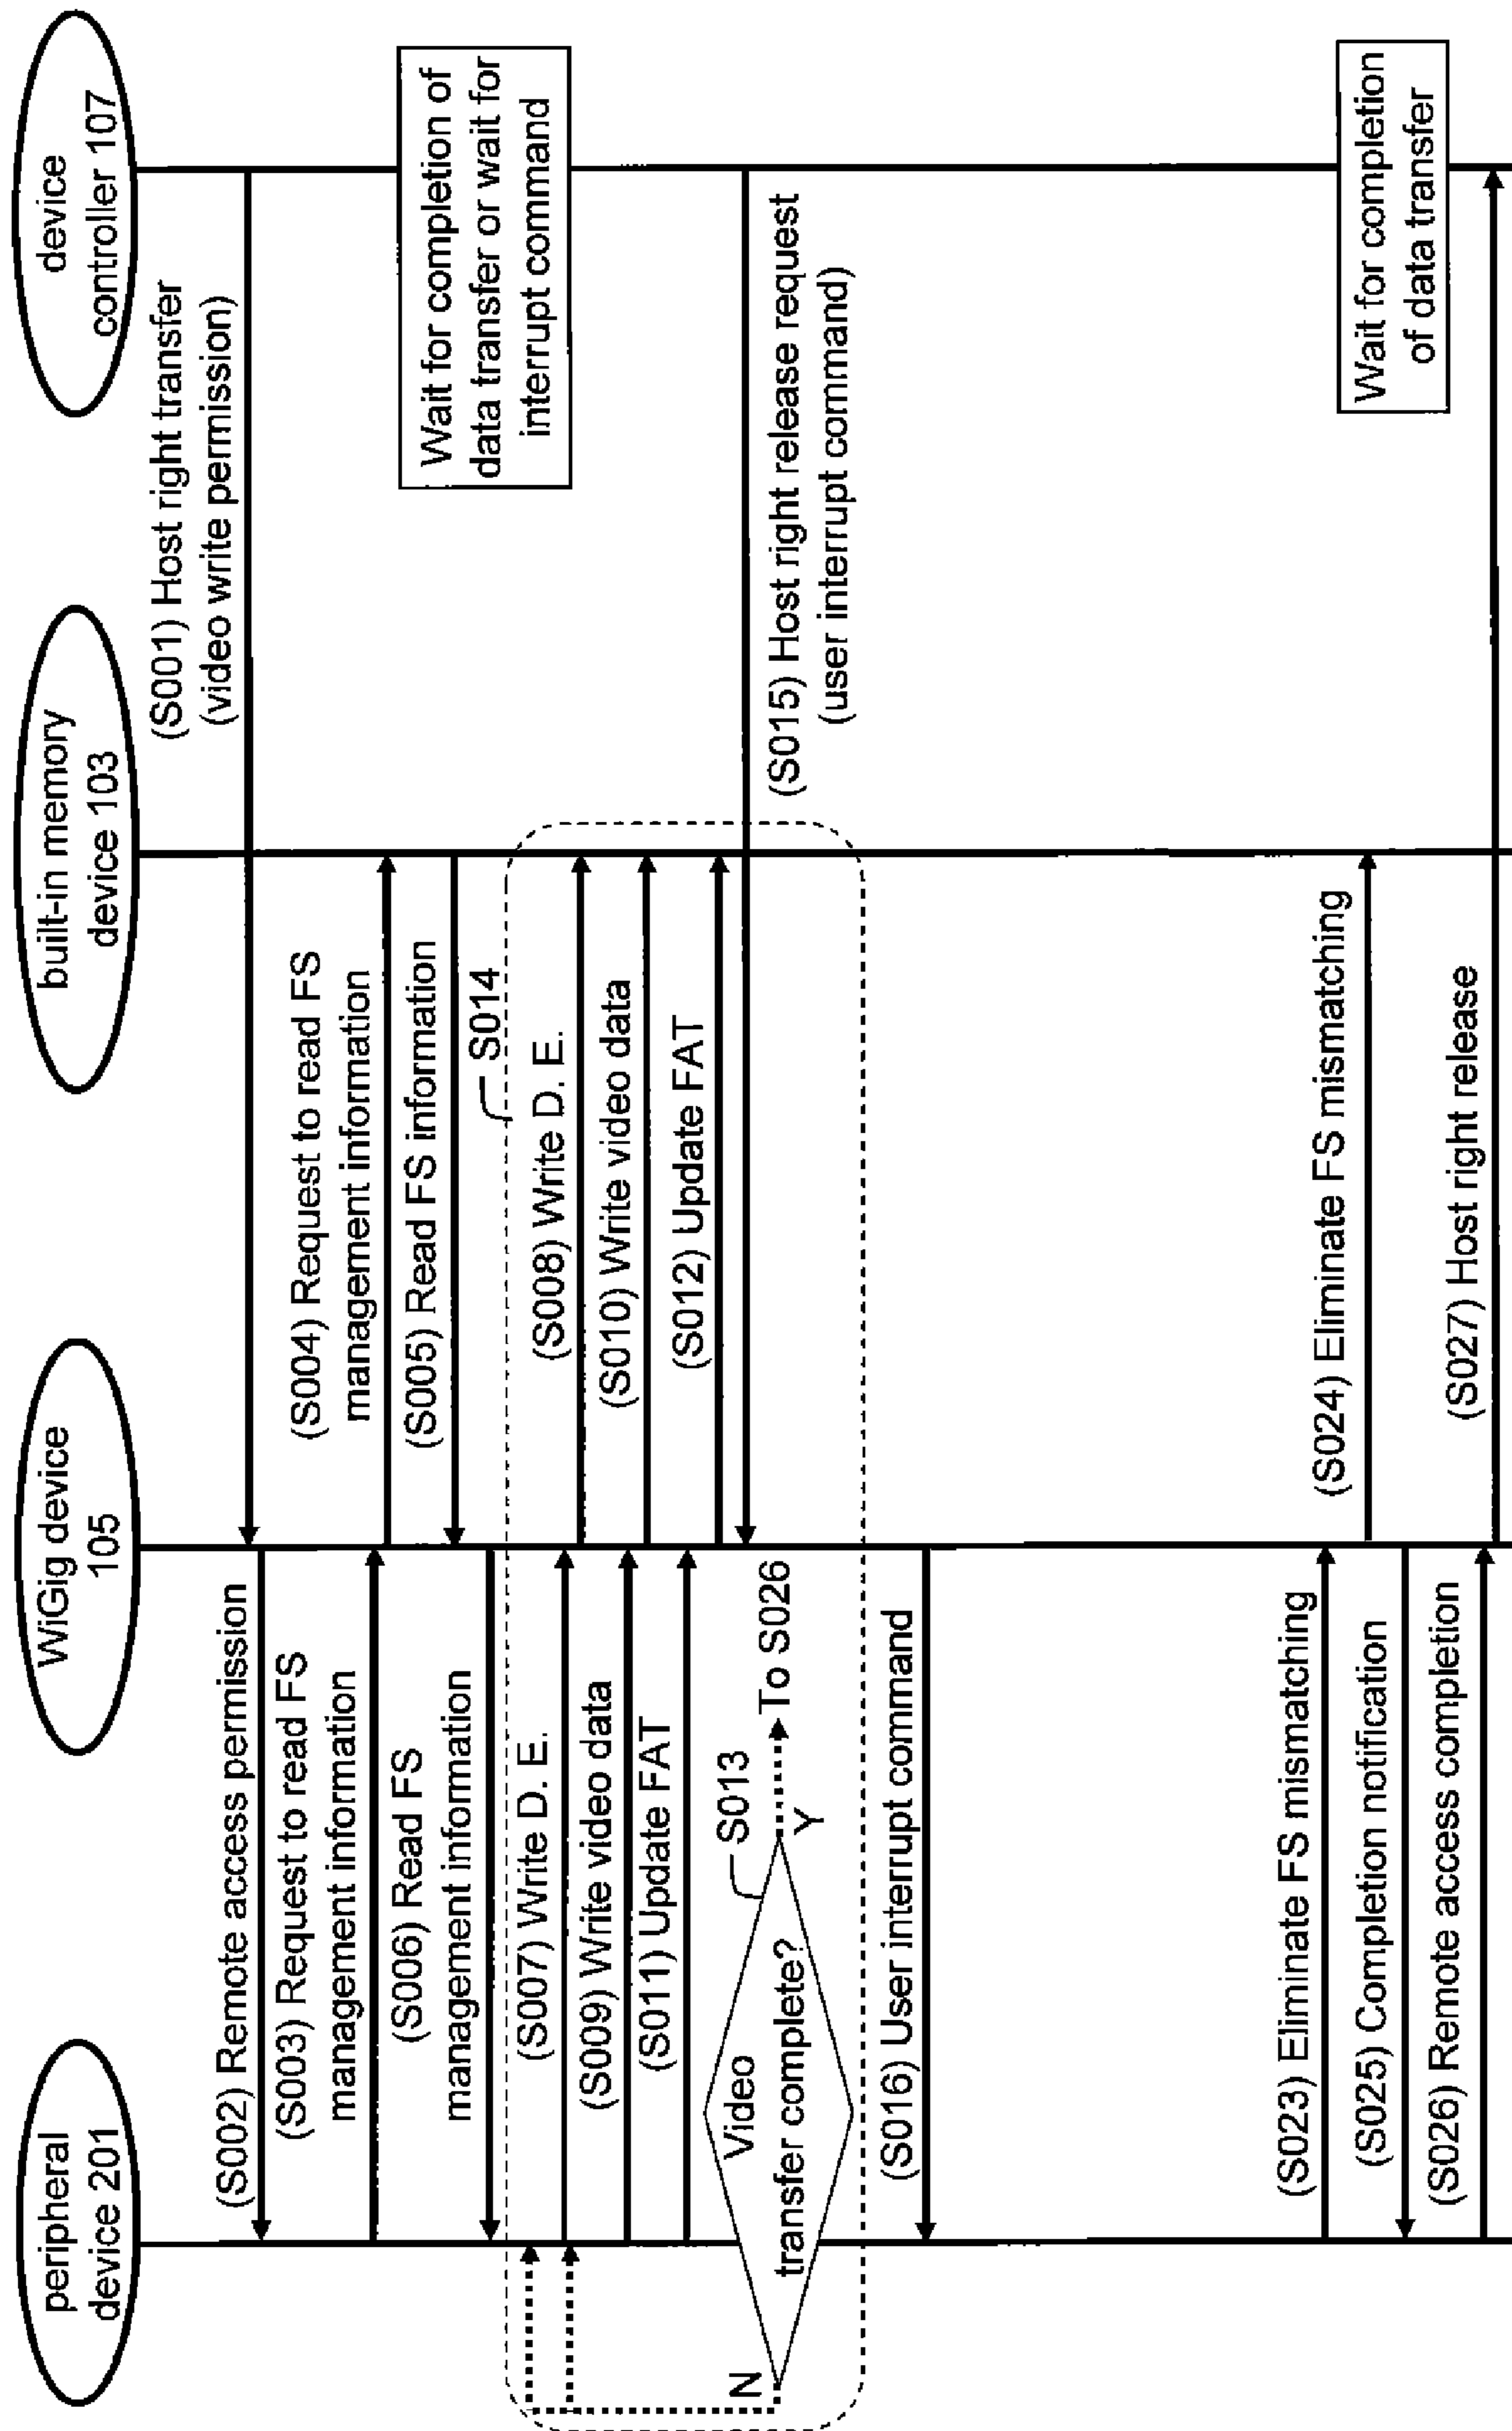 peripheral
device 201
WiGig device
105
built-in memory
device 103
device
controller 107
(S001) Host right transfer
(video write permission)
(S002) Remote access permission
(S003) Request to read FS
management information
(S004) Request to read FS
management information
(S005) Read FS information
(S006) Read FS
management information
Wait for completion of
data transfer or wait for
interrupt command
S014
(S007) Write D. E.
(S008) Write D. E.
(S009) Write video data
(S010) Write video data
(S011) Update FAT
(S012) Update FAT
S013
Video
transfer complete?
N
Y
To S026
(S015) Host right release request
(user interrupt command)
(S016) User interrupt command
(S023) Eliminate FS mismatching
(S024) Eliminate FS mismatching
Wait for completion
of data transfer
(S025) Completion notification
(S026) Remote access completion
(S027) Host right release